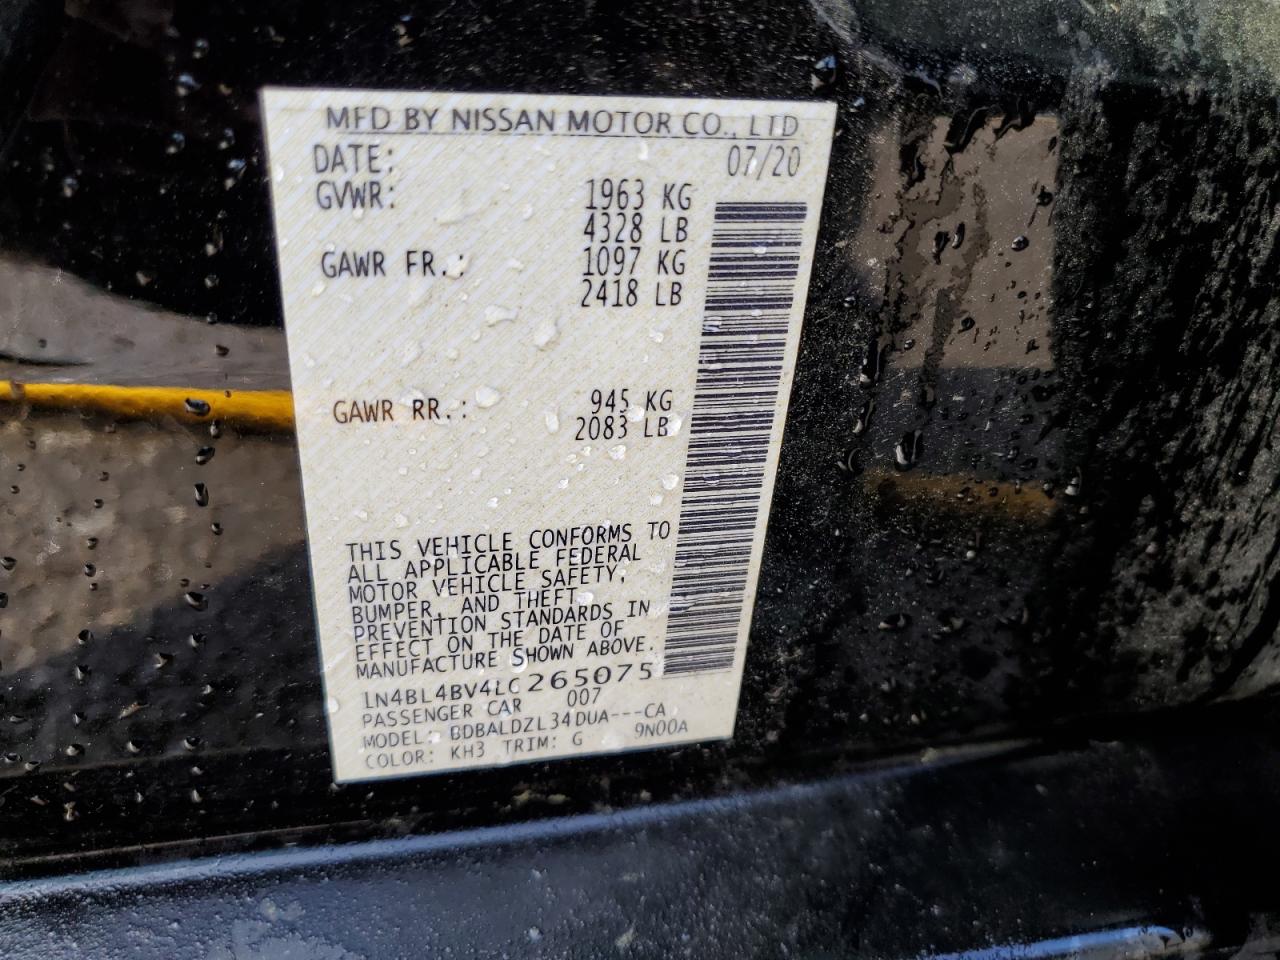 MFD BY NISSAN MOTOR CO., LTD
DATE: 07/20
GVWR: 1963 KG
4328 LB
GAWR FR.: 1097 KG
2418 LB
GAWR RR.: 945 KG
2083 LB
THIS VEHICLE CONFORMS TO
ALL APPLICABLE FEDERAL
MOTOR VEHICLE SAFETY,
BUMPER, AND THEFT
PREVENTION STANDARDS IN
EFFECT ON THE DATE OF
MANUFACTURE SHOWN ABOVE.
1N4BL4BV4LC265075
PASSENGER CAR 007
MODEL: BDBALDZL34DUA---CA
COLOR: KH3 TRIM: G 9N00A